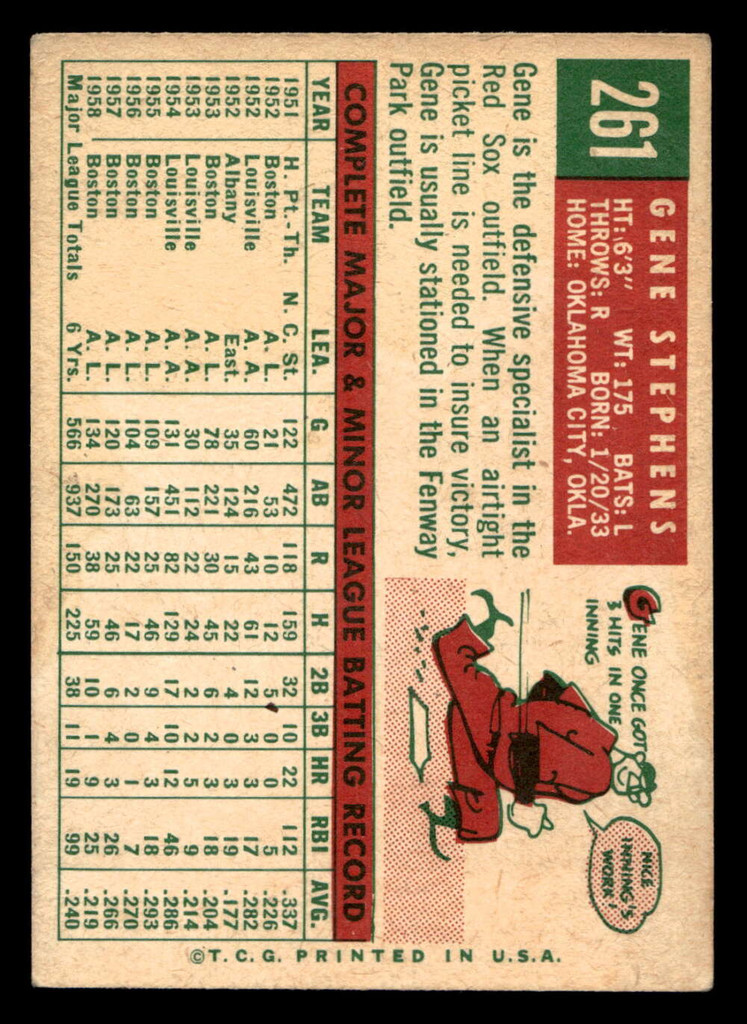 261
GENE STEPHENS
HT: 6'3" WT: 175 BATS: L
THROWS: R BORN: 1/20/33
HOME: OKLAHOMA CITY, OKLA.
Gene is the defensive specialist in the
Red Sox outfield. When an airtight
picket line is needed to insure victory,
Gene is usually stationed in the Fenway
Park outfield.
GENE ONCE GOT
3 HITS IN ONE
INNING
NICE
INNING'S
WORK!
COMPLETE MAJOR & MINOR LEAGUE BATTING RECORD
YEAR TEAM LEA. G AB R H 2B 3B HR RBI AVG.
1951 H. Pt.-Th. N. C. St. 122 472 118 159 32 10 22 112 .337
1952 Boston A. L. 21 53 10 12 5 0 0 5 .226
1952 Louisville A. A. 60 216 43 61 12 3 3 17 .282
1952 Albany East. 35 124 15 22 4 0 3 19 .177
1953 Boston A. L. 78 221 30 45 6 2 3 18 .204
1953 Louisville A. A. 30 112 22 24 2 2 5 9 .214
1954 Louisville A. A. 131 451 82 129 17 10 12 46 .286
1955 Boston A. L. 109 157 25 46 9 4 3 18 .293
1956 Boston A. L. 104 63 22 17 2 0 1 7 .270
1957 Boston A. L. 120 173 25 46 6 4 3 26 .266
1958 Boston A. L. 134 270 38 59 10 1 9 25 .219
Major League Totals 6 Yrs. 566 937 150 225 38 11 19 99 .240
© T.C.G. PRINTED IN U.S.A.